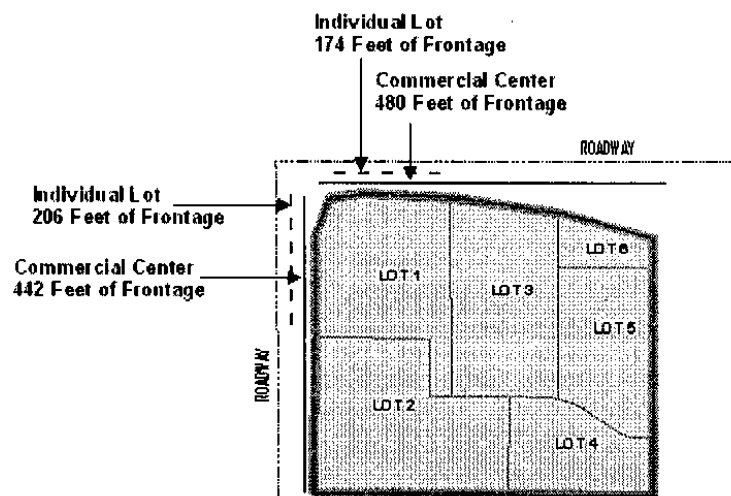 Individual Lot
174 Feet of Frontage
Commercial Center
480 Feet of Frontage
ROADWAY
Individual Lot
206 Feet of Frontage
Commercial Center
442 Feet of Frontage
LOT 1
LOT 3
LOT 6
LOT 5
ROADWAY
LOT 2
LOT 4